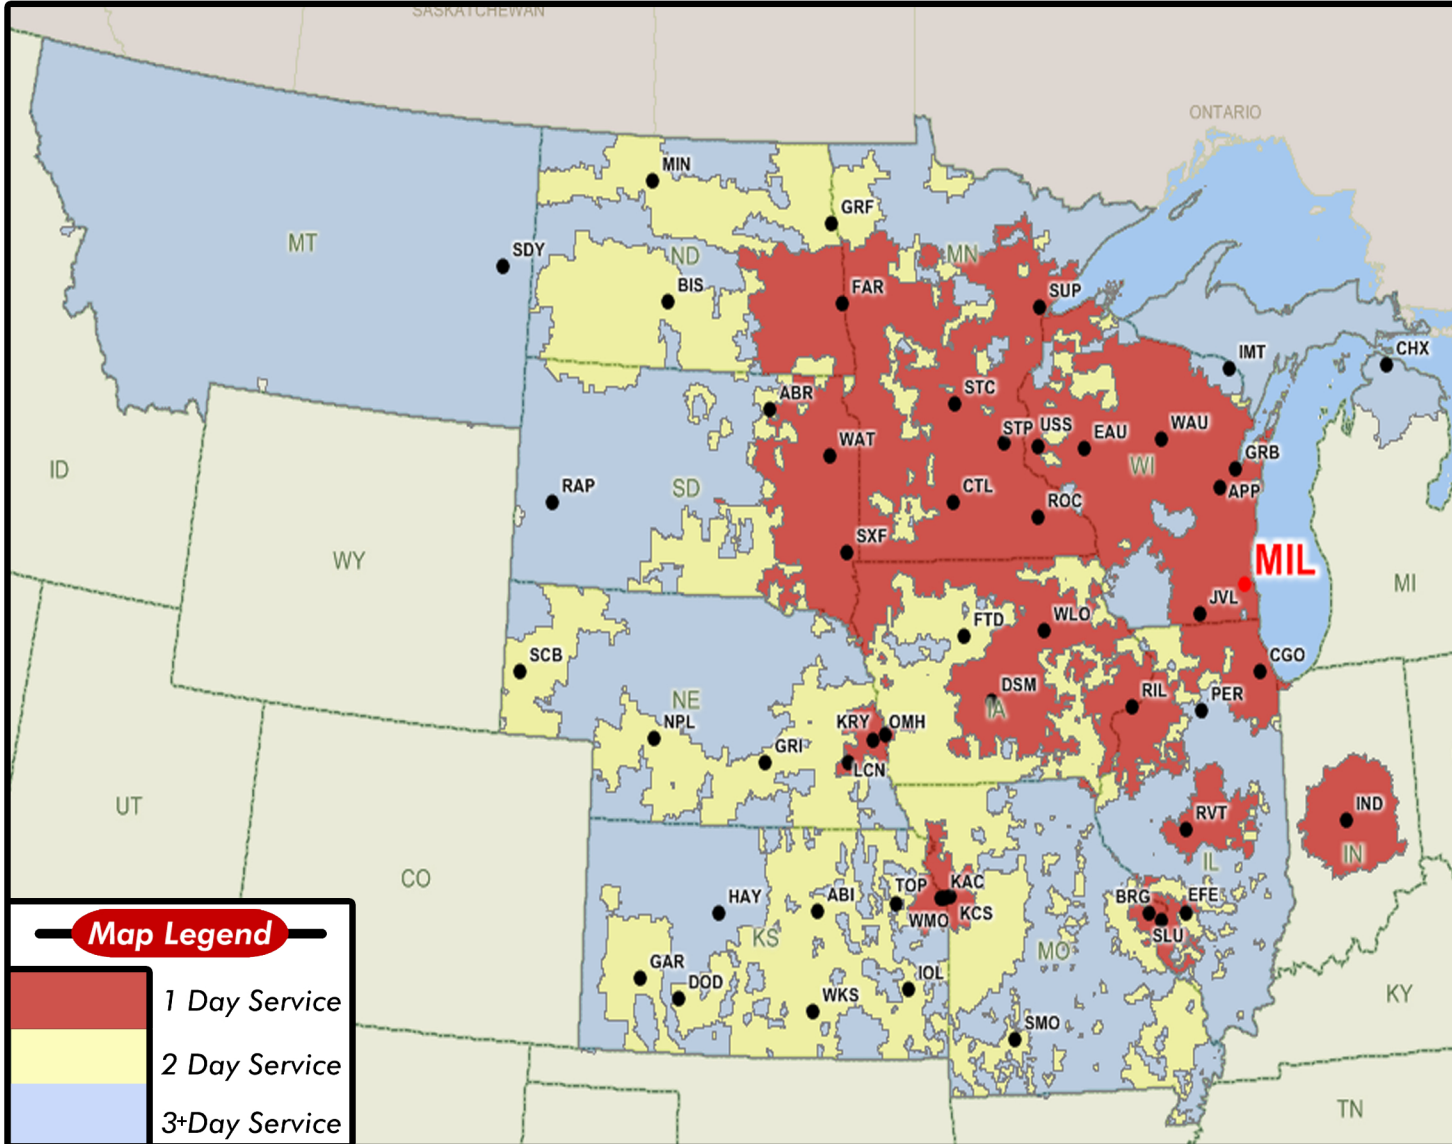 SASKATCHEWAN
ONTARIO
MIN
GRF
MT
SDY
ND
MN
BIS
FAR
SUP
IMT
CHX
ABR
STC
WAT
STP
USS
EAU
WAU
WI
GRB
ID
RAP
SD
CTL
ROC
APP
SXF
WY
MIL
MI
JVL
FTD
WLO
SCB
CGO
DSM
RIL
PER
NE
IA
NPL
KRY
OMH
GRI
LCN
UT
RVT
IND
IL
IN
CO
HAY
ABI
TOP
KAC
BRG
EFE
WMO
KCS
KS
SLU
MO
GAR
DOD
IOL
WKS
KY
SMO
TN
Map Legend
1 Day Service
2 Day Service
3+Day Service